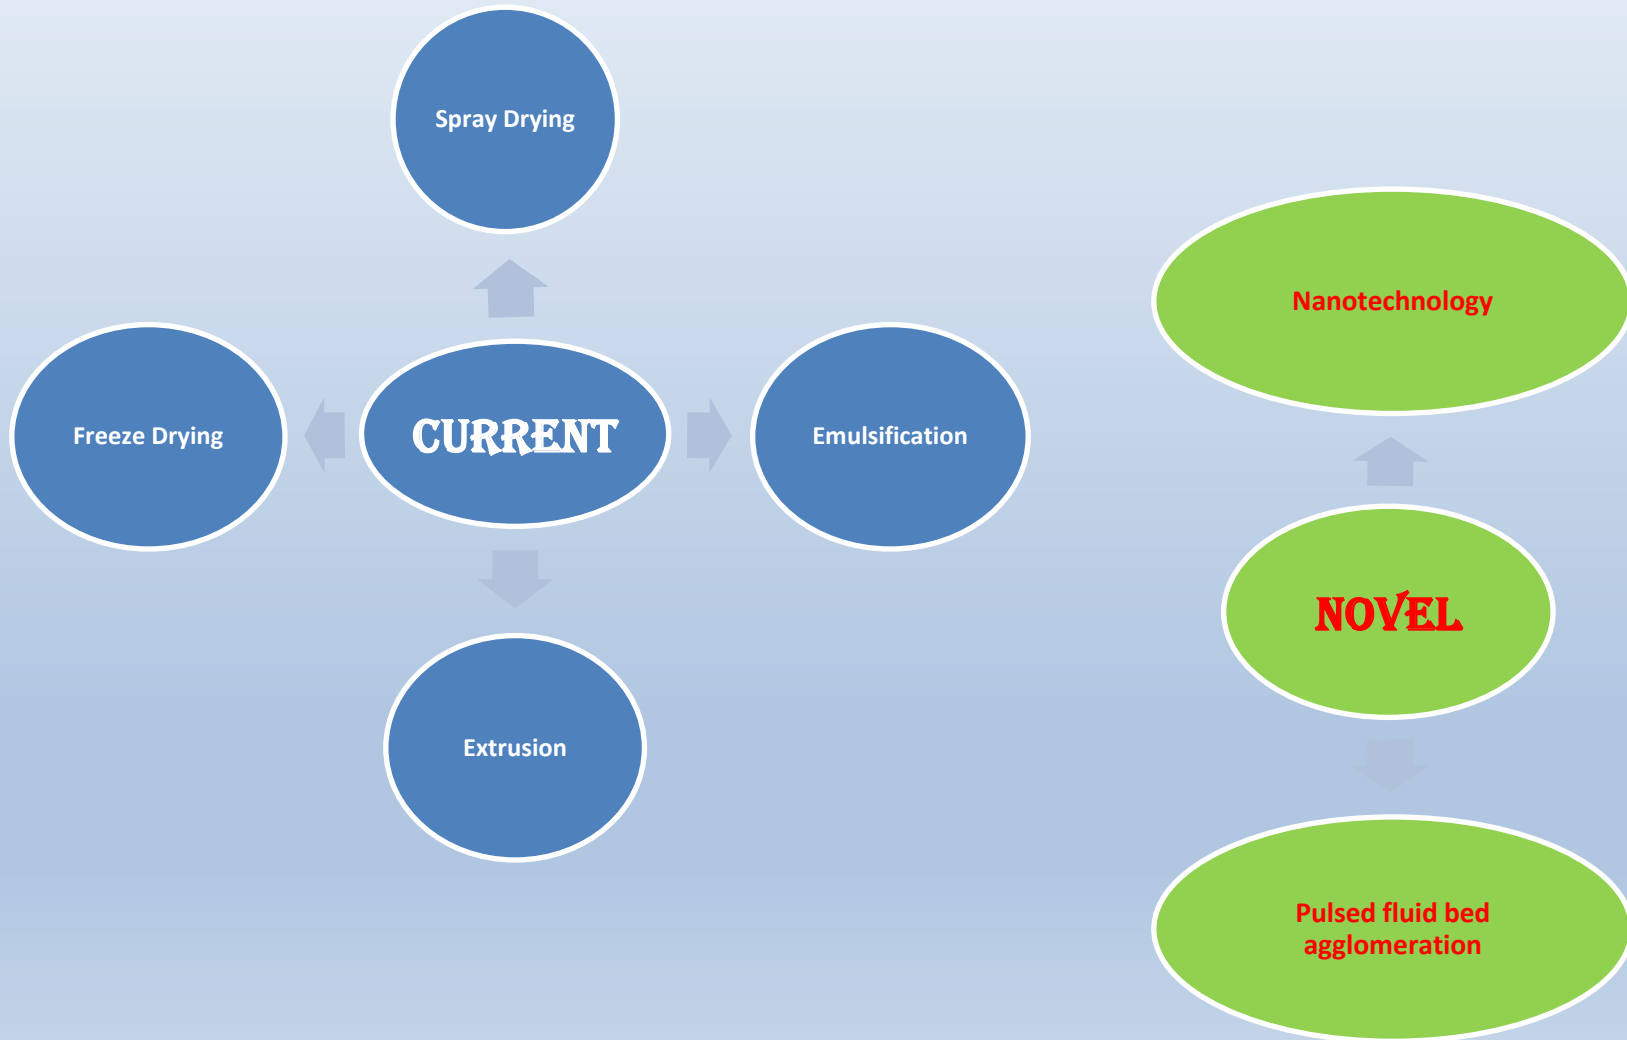 Spray Drying
Freeze Drying
CURRENT
Emulsification
Extrusion
Nanotechnology
NOVEL
Pulsed fluid bed
agglomeration